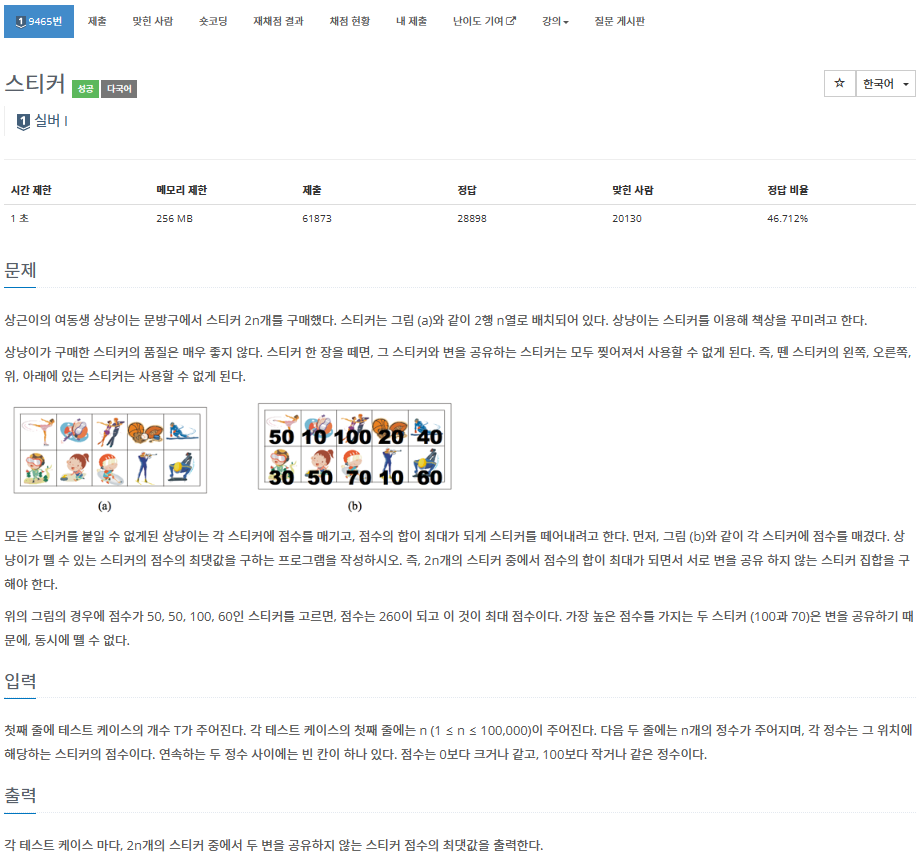 1 9465번 제출 맞힌 사람 숏코딩 재채점 결과 채점 현황 내 제출 난이도 기여 강의 질문 게시판
스티커 성공 다국어 ☆ 한국어
1 실버 I
시간 제한 메모리 제한 제출 정답 맞힌 사람 정답 비율
1 초 256 MB 61873 28898 20130 46.712%
문제
상근이의 여동생 상냥이는 문방구에서 스티커 2n개를 구매했다. 스티커는 그림 (a)와 같이 2행 n열로 배치되어 있다. 상냥이는 스티커를 이용해 책상을 꾸미려고 한다.
상냥이가 구매한 스티커의 품질은 매우 좋지 않다. 스티커 한 장을 떼면, 그 스티커와 변을 공유하는 스티커는 모두 찢어져서 사용할 수 없게 된다. 즉, 뗀 스티커의 왼쪽, 오른쪽,
위, 아래에 있는 스티커는 사용할 수 없게 된다.
50 10 100 20 40
30 50 70 10 60
(a) (b)
모든 스티커를 붙일 수 없게된 상냥이는 각 스티커에 점수를 매기고, 점수의 합이 최대가 되게 스티커를 떼어내려고 한다. 먼저, 그림 (b)와 같이 각 스티커에 점수를 매겼다. 상
냥이가 뗄 수 있는 스티커의 점수의 최댓값을 구하는 프로그램을 작성하시오. 즉, 2n개의 스티커 중에서 점수의 합이 최대가 되면서 서로 변을 공유 하지 않는 스티커 집합을 구
해야 한다.
위의 그림의 경우에 점수가 50, 50, 100, 60인 스티커를 고르면, 점수는 260이 되고 이 것이 최대 점수이다. 가장 높은 점수를 가지는 두 스티커 (100과 70)은 변을 공유하기 때
문에, 동시에 뗄 수 없다.
입력
첫째 줄에 테스트 케이스의 개수 T가 주어진다. 각 테스트 케이스의 첫째 줄에는 n (1 ≤ n ≤ 100,000)이 주어진다. 다음 두 줄에는 n개의 정수가 주어지며, 각 정수는 그 위치에
해당하는 스티커의 점수이다. 연속하는 두 정수 사이에는 빈 칸이 하나 있다. 점수는 0보다 크거나 같고, 100보다 작거나 같은 정수이다.
출력
각 테스트 케이스 마다, 2n개의 스티커 중에서 두 변을 공유하지 않는 스티커 점수의 최댓값을 출력한다.